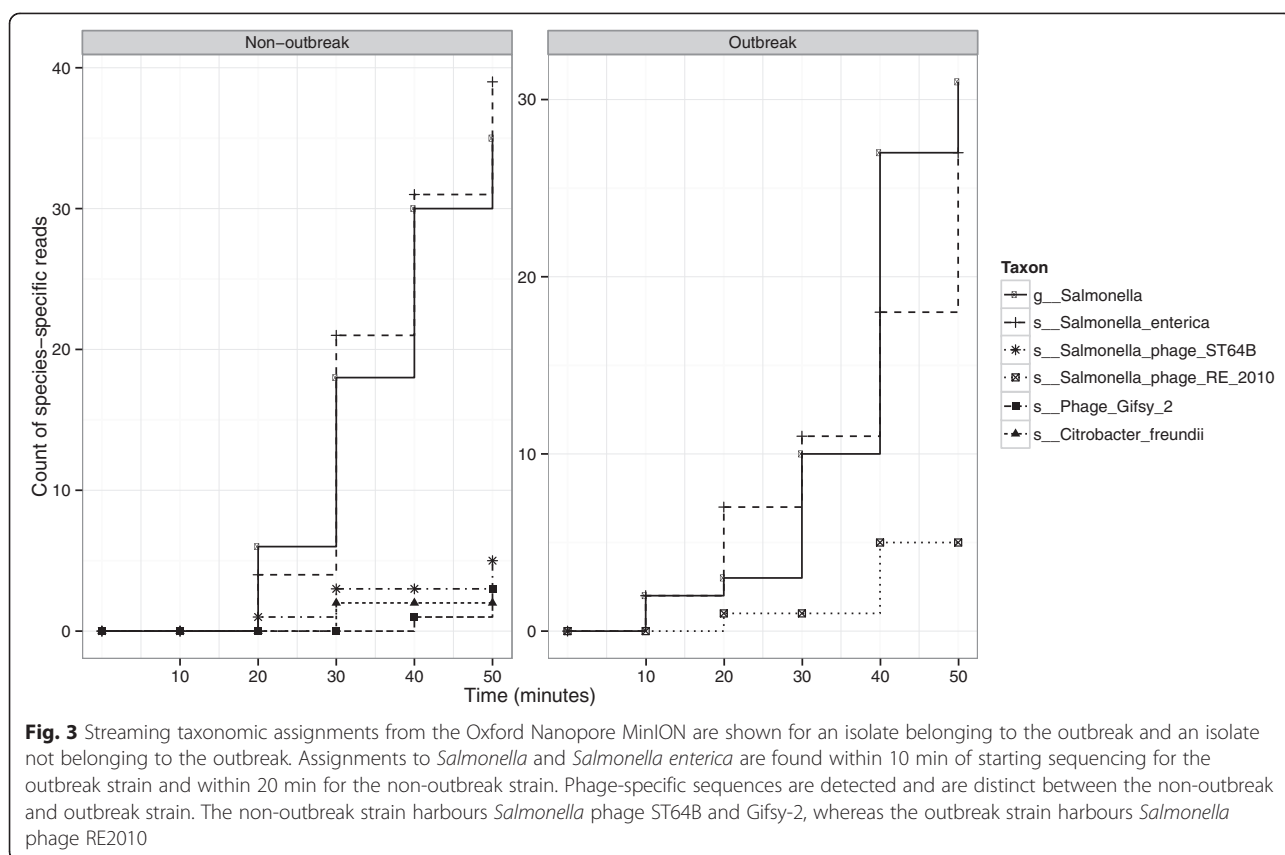 Non−outbreak
Outbreak
Count of species−specific reads
40
30
20
10
0
30
20
10
0
10 20 30 40 50
10 20 30 40 50
Time (minutes)
Taxon
g__Salmonella
s__Salmonella_enterica
s__Salmonella_phage_ST64B
s__Salmonella_phage_RE_2010
s__Phage_Gifsy_2
s__Citrobacter_freundii
Fig. 3 Streaming taxonomic assignments from the Oxford Nanopore MinION are shown for an isolate belonging to the outbreak and an isolate
not belonging to the outbreak. Assignments to Salmonella and Salmonella enterica are found within 10 min of starting sequencing for the
outbreak strain and within 20 min for the non-outbreak strain. Phage-specific sequences are detected and are distinct between the non-outbreak
and outbreak strain. The non-outbreak strain harbours Salmonella phage ST64B and Gifsy-2, whereas the outbreak strain harbours Salmonella
phage RE2010